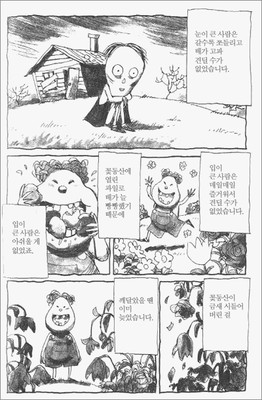 눈이 큰 사람은
갈수록 쪼들리고
배가 고파
견딜 수가
없었습니다.
입이
큰 사람은
아쉬울 게
없었죠.
꽃동산에
열린
과일로
배가 늘
빵빵했기
때문에
입이
큰 사람은
매일매일
즐거워서
견딜 수가
없었습니다.
깨달았을 땐
이미
늦었습니다.
꽃동산이
금세 시들어
버린 걸